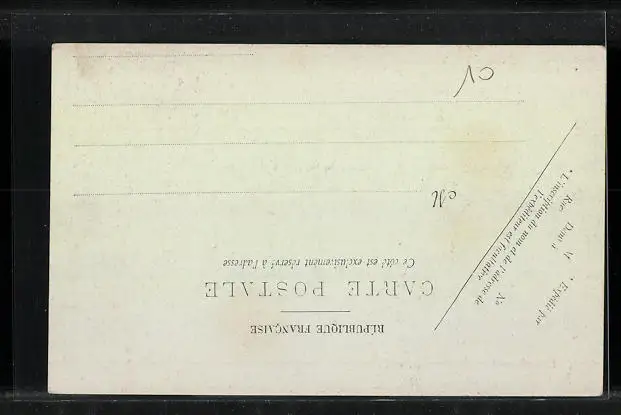 RÉPUBLIQUE FRANÇAISE
CARTE POSTALE
Ce côté est exclusivement réservé à l'adresse
M
* Expédié par
M
Dom^t
Rue
N°
* L'inscription du nom et de l'adresse de
l'expéditeur est facultative